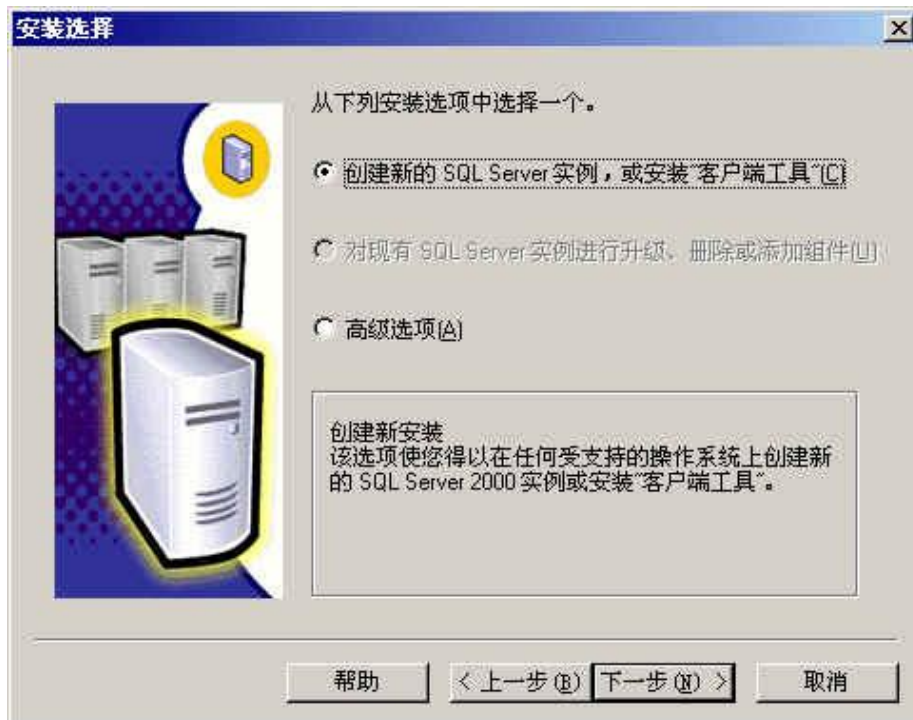 安装选择
从下列安装选项中选择一个。
创建新的 SQL Server 实例，或安装"客户端工具"(C)
对现有 SQL Server 实例进行升级、删除或添加组件(U)
高级选项(A)
创建新安装
该选项使您得以在任何受支持的操作系统上创建新
的 SQL Server 2000 实例或安装"客户端工具"。
帮助
< 上一步(B)
下一步(N) >
取消